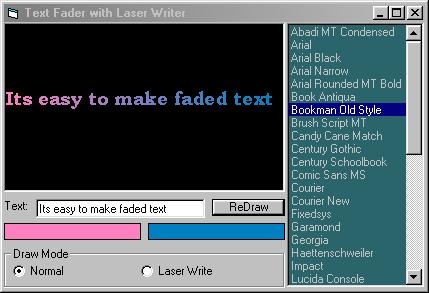 Text Fader with Laser Writer
Its easy to make faded text
Text:
Its easy to make faded text
ReDraw
Draw Mode
Normal
Laser Write
Abadi MT Condensed
Arial
Arial Black
Arial Narrow
Arial Rounded MT Bold
Book Antiqua
Bookman Old Style
Brush Script MT
Candy Cane Match
Century Gothic
Century Schoolbook
Comic Sans MS
Courier
Courier New
Fixedsys
Garamond
Georgia
Haettenschweiler
Impact
Lucida Console